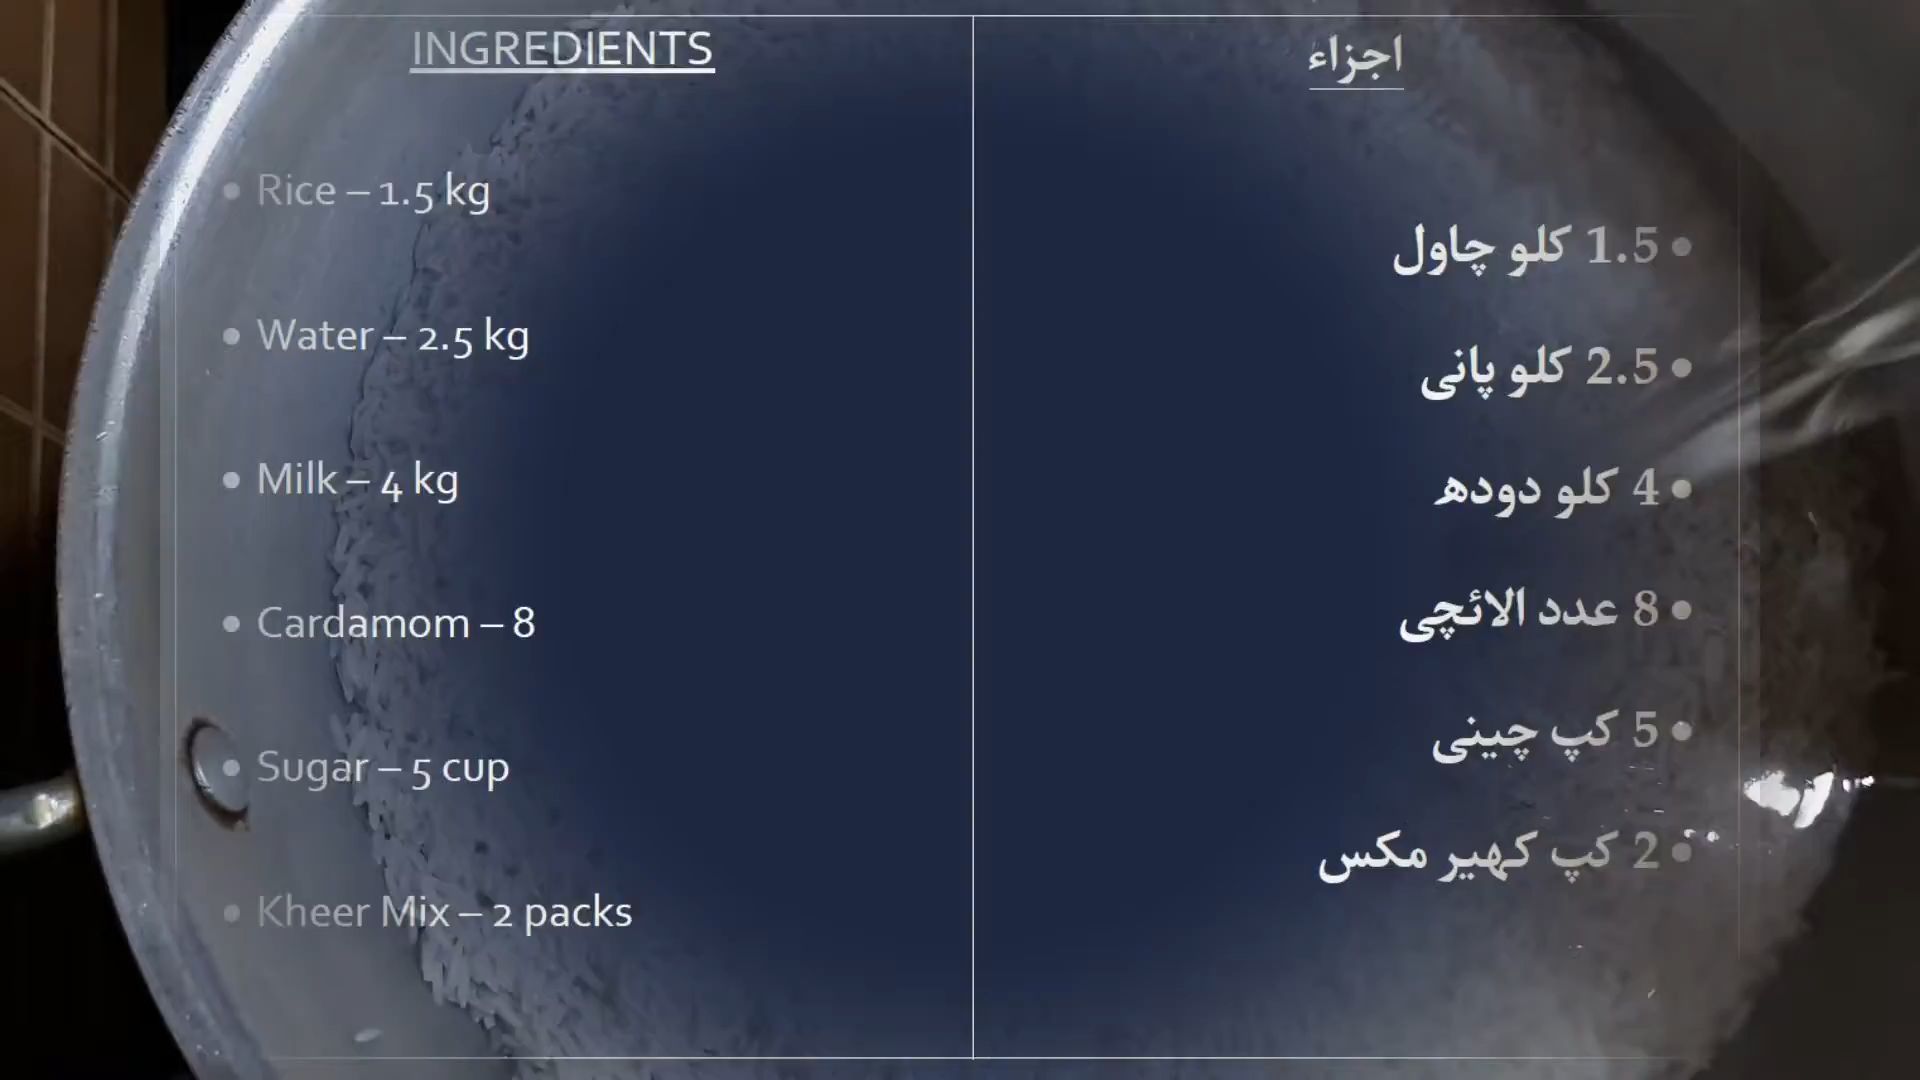 INGREDIENTS
• Rice – 1.5 kg
• Water – 2.5 kg
• Milk – 4 kg
• Cardamom – 8
• Sugar – 5 cup
• Kheer Mix – 2 packs
اجزاء
• 1.5 کلو چاول
• 2.5 کلو پانی
• 4 کلو دودھ
• 8 عدد الائچی
• 5 کپ چینی
• 2 کپ کھیر مکس